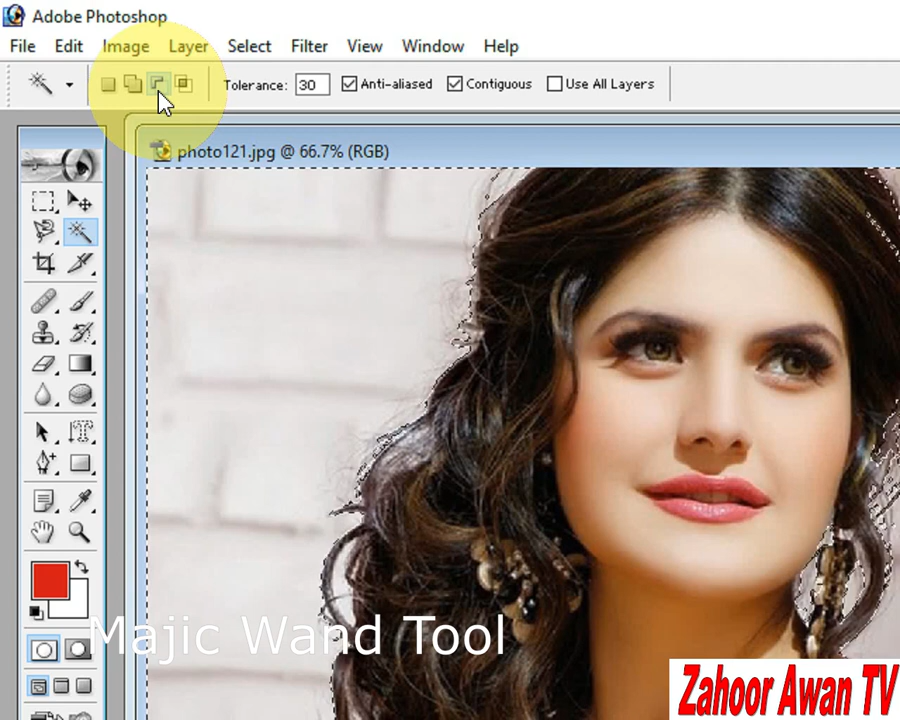 Adobe Photoshop
File Edit Image Layer Select Filter View Window Help
Tolerance: 30 Anti-aliased Contiguous Use All Layers
photo121.jpg @ 66.7% (RGB)
Majic Wand Tool
Zahoor Awan TV